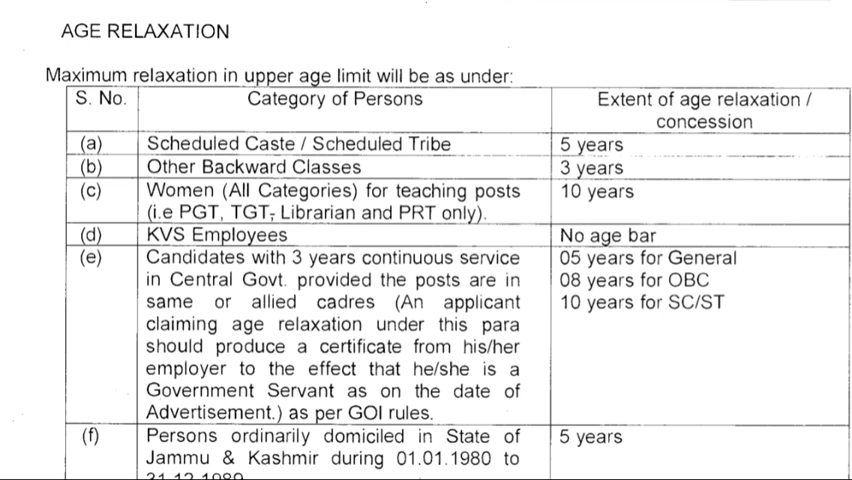 AGE RELAXATION
Maximum relaxation in upper age limit will be as under:
S. No. Category of Persons Extent of age relaxation /
concession
(a) Scheduled Caste / Scheduled Tribe 5 years
(b) Other Backward Classes 3 years
(c) Women (All Categories) for teaching posts 10 years
(i.e PGT, TGT, Librarian and PRT only).
(d) KVS Employees No age bar
(e) Candidates with 3 years continuous service 05 years for General
in Central Govt. provided the posts are in 08 years for OBC
same or allied cadres (An applicant 10 years for SC/ST
claiming age relaxation under this para
should produce a certificate from his/her
employer to the effect that he/she is a
Government Servant as on the date of
Advertisement.) as per GOI rules.
(f) Persons ordinarily domiciled in State of 5 years
Jammu & Kashmir during 01.01.1980 to
31.12.1989